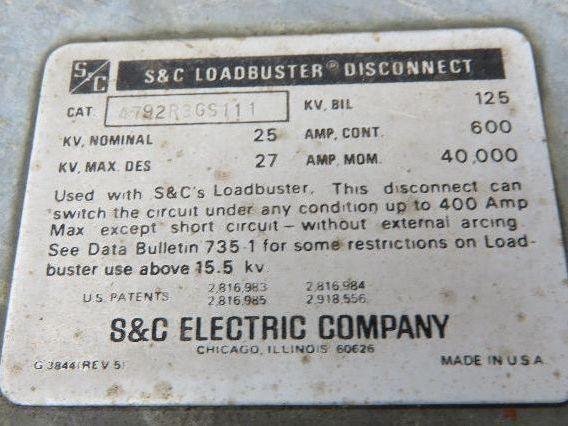 S/C S&C LOADBUSTER® DISCONNECT
CAT. 4792R3GS111 KV, BIL 125
KV, NOMINAL 25 AMP, CONT. 600
KV, MAX. DES 27 AMP, MOM. 40,000
Used with S&C's Loadbuster. This disconnect can
switch the circuit under any condition up to 400 Amp
Max except short circuit – without external arcing.
See Data Bulletin 735-1 for some restrictions on Load-
buster use above 15.5 kv.
U.S. PATENTS 2,816,983 2,816,984
2,816,985 2,918,556
S&C ELECTRIC COMPANY
CHICAGO, ILLINOIS 60626
G 3844 (REV 5) MADE IN U S A